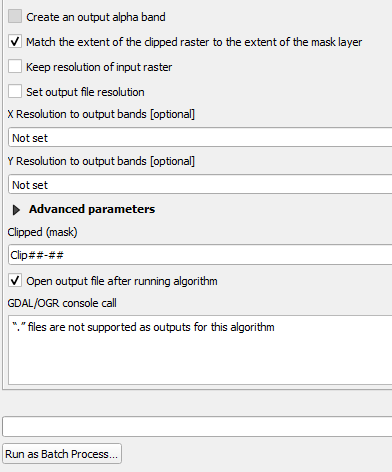 Create an output alpha band
Match the extent of the clipped raster to the extent of the mask layer
Keep resolution of input raster
Set output file resolution
X Resolution to output bands [optional]
Not set
Y Resolution to output bands [optional]
Not set
Advanced parameters
Clipped (mask)
Clip##-##
Open output file after running algorithm
GDAL/OGR console call
“.” files are not supported as outputs for this algorithm
Run as Batch Process...